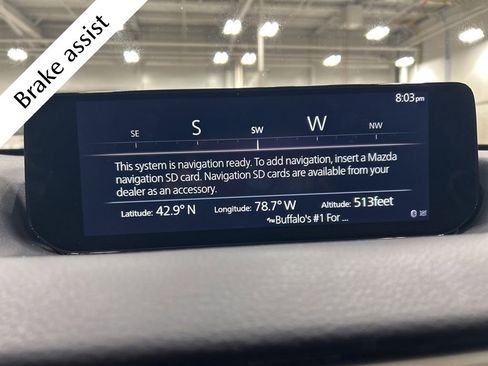 Brake assist
8:03pm
SE S SW W NW
This system is navigation ready. To add navigation, insert a Mazda
navigation SD card. Navigation SD cards are available from your
dealer as an accessory.
Latitude: 42.9° N Longitude: 78.7° W Altitude: 513feet
Buffalo's #1 For ...